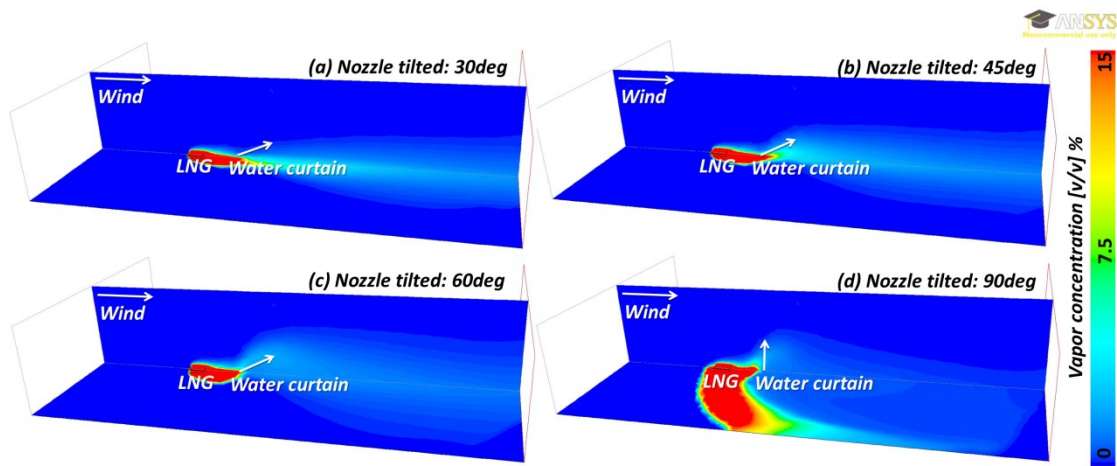 ANSYS
Noncommercial use only
(a) Nozzle tilted: 30deg
Wind
LNG
Water curtain
(b) Nozzle tilted: 45deg
Wind
LNG
Water curtain
(c) Nozzle tilted: 60deg
Wind
LNG
Water curtain
(d) Nozzle tilted: 90deg
Wind
LNG
Water curtain
Vapor concentration [v/v] %
15
7.5
0